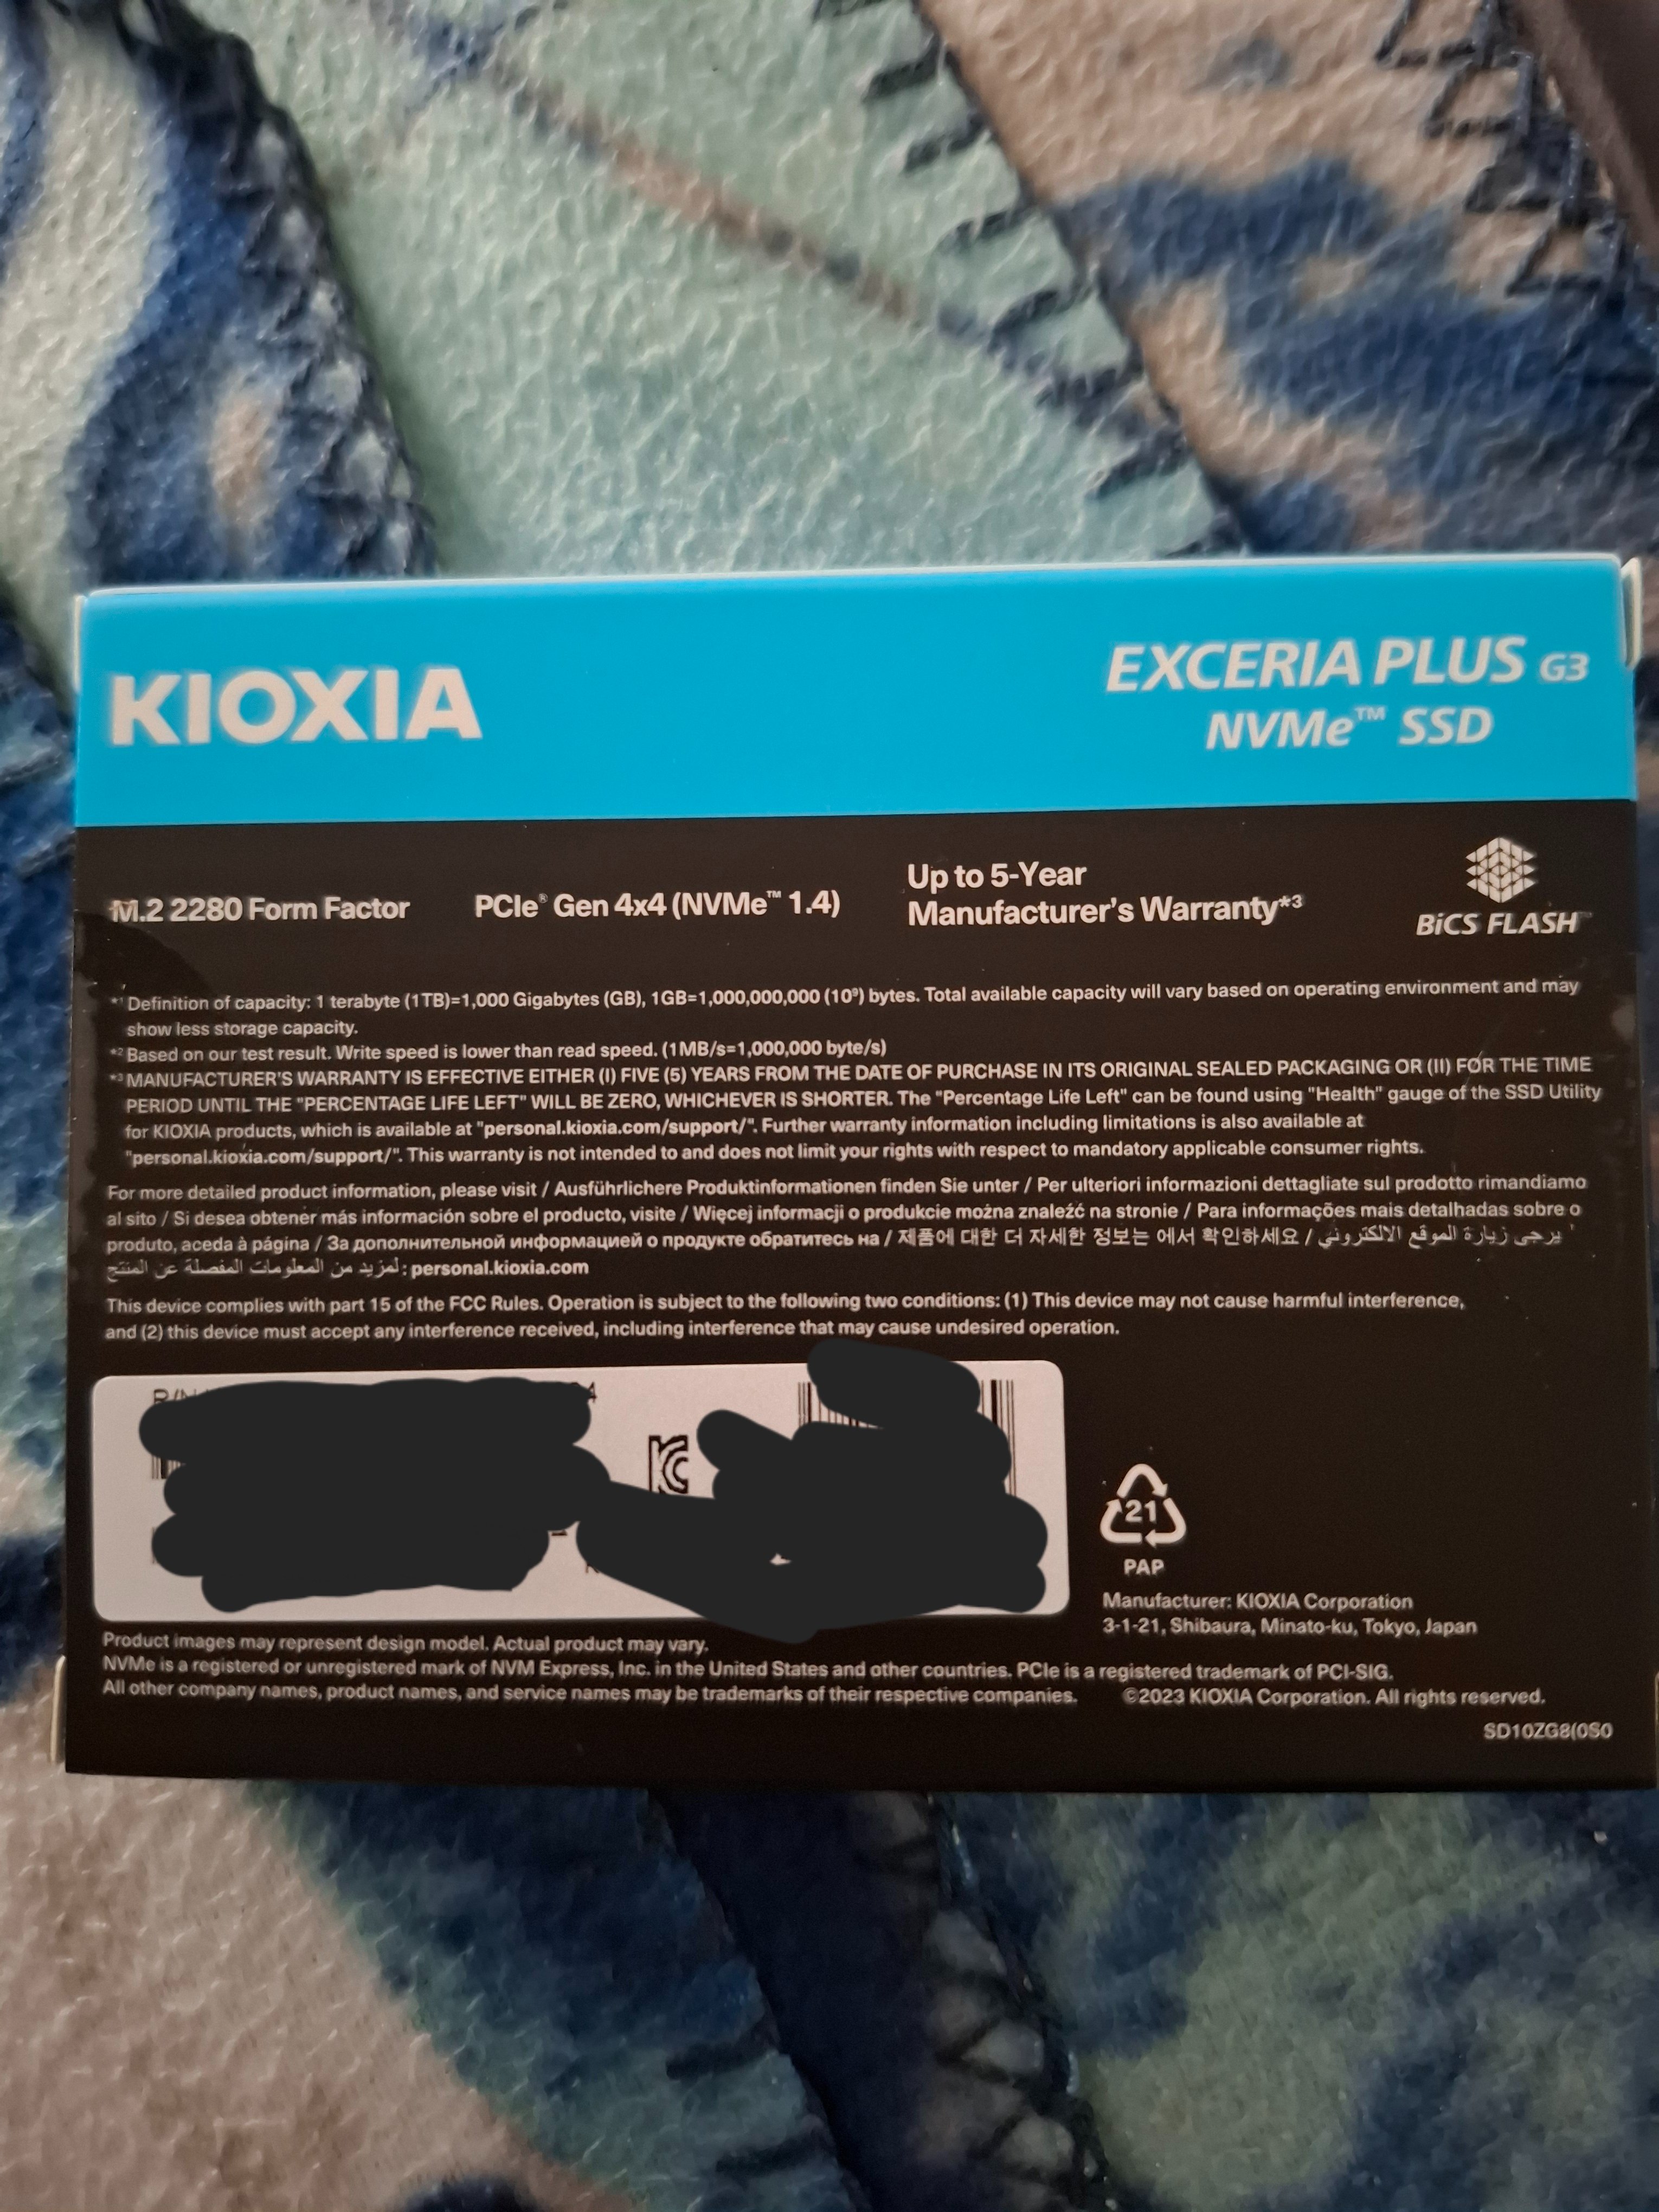 KIOXIA
EXCERIA PLUS G3
NVMe™ SSD
M.2 2280 Form Factor
PCIe® Gen 4x4 (NVMe™ 1.4)
Up to 5-Year
Manufacturer's Warranty*3
BiCS FLASH™
*1 Definition of capacity: 1 terabyte (1TB)=1,000 Gigabytes (GB), 1GB=1,000,000,000 (10⁹) bytes. Total available capacity will vary based on operating environment and may
show less storage capacity.
*2 Based on our test result. Write speed is lower than read speed. (1MB/s=1,000,000 byte/s)
*3 MANUFACTURER'S WARRANTY IS EFFECTIVE EITHER (I) FIVE (5) YEARS FROM THE DATE OF PURCHASE IN ITS ORIGINAL SEALED PACKAGING OR (II) FOR THE TIME
PERIOD UNTIL THE "PERCENTAGE LIFE LEFT" WILL BE ZERO, WHICHEVER IS SHORTER. The "Percentage Life Left" can be found using "Health" gauge of the SSD Utility
for KIOXIA products, which is available at "personal.kioxia.com/support/". Further warranty information including limitations is also available at
"personal.kioxia.com/support/". This warranty is not intended to and does not limit your rights with respect to mandatory applicable consumer rights.
For more detailed product information, please visit / Ausführlichere Produktinformationen finden Sie unter / Per ulteriori informazioni dettagliate sul prodotto rimandiamo
al sito / Si desea obtener más información sobre el producto, visite / Więcej informacji o produkcie można znaleźć na stronie / Para informações mais detalhadas sobre o
produto, aceda à página / За дополнительной информацией о продукте обратитесь на / 제품에 대한 더 자세한 정보는 에서 확인하세요 / يرجى زيارة الموقع الالكتروني
لمزيد من المعلومات المفصلة عن المنتج: personal.kioxia.com
This device complies with part 15 of the FCC Rules. Operation is subject to the following two conditions: (1) This device may not cause harmful interference,
and (2) this device must accept any interference received, including interference that may cause undesired operation.
KC
21
PAP
Manufacturer: KIOXIA Corporation
3-1-21, Shibaura, Minato-ku, Tokyo, Japan
Product images may represent design model. Actual product may vary.
NVMe is a registered or unregistered mark of NVM Express, Inc. in the United States and other countries. PCIe is a registered trademark of PCI-SIG.
All other company names, product names, and service names may be trademarks of their respective companies. ©2023 KIOXIA Corporation. All rights reserved.
SD10ZG8(0S0